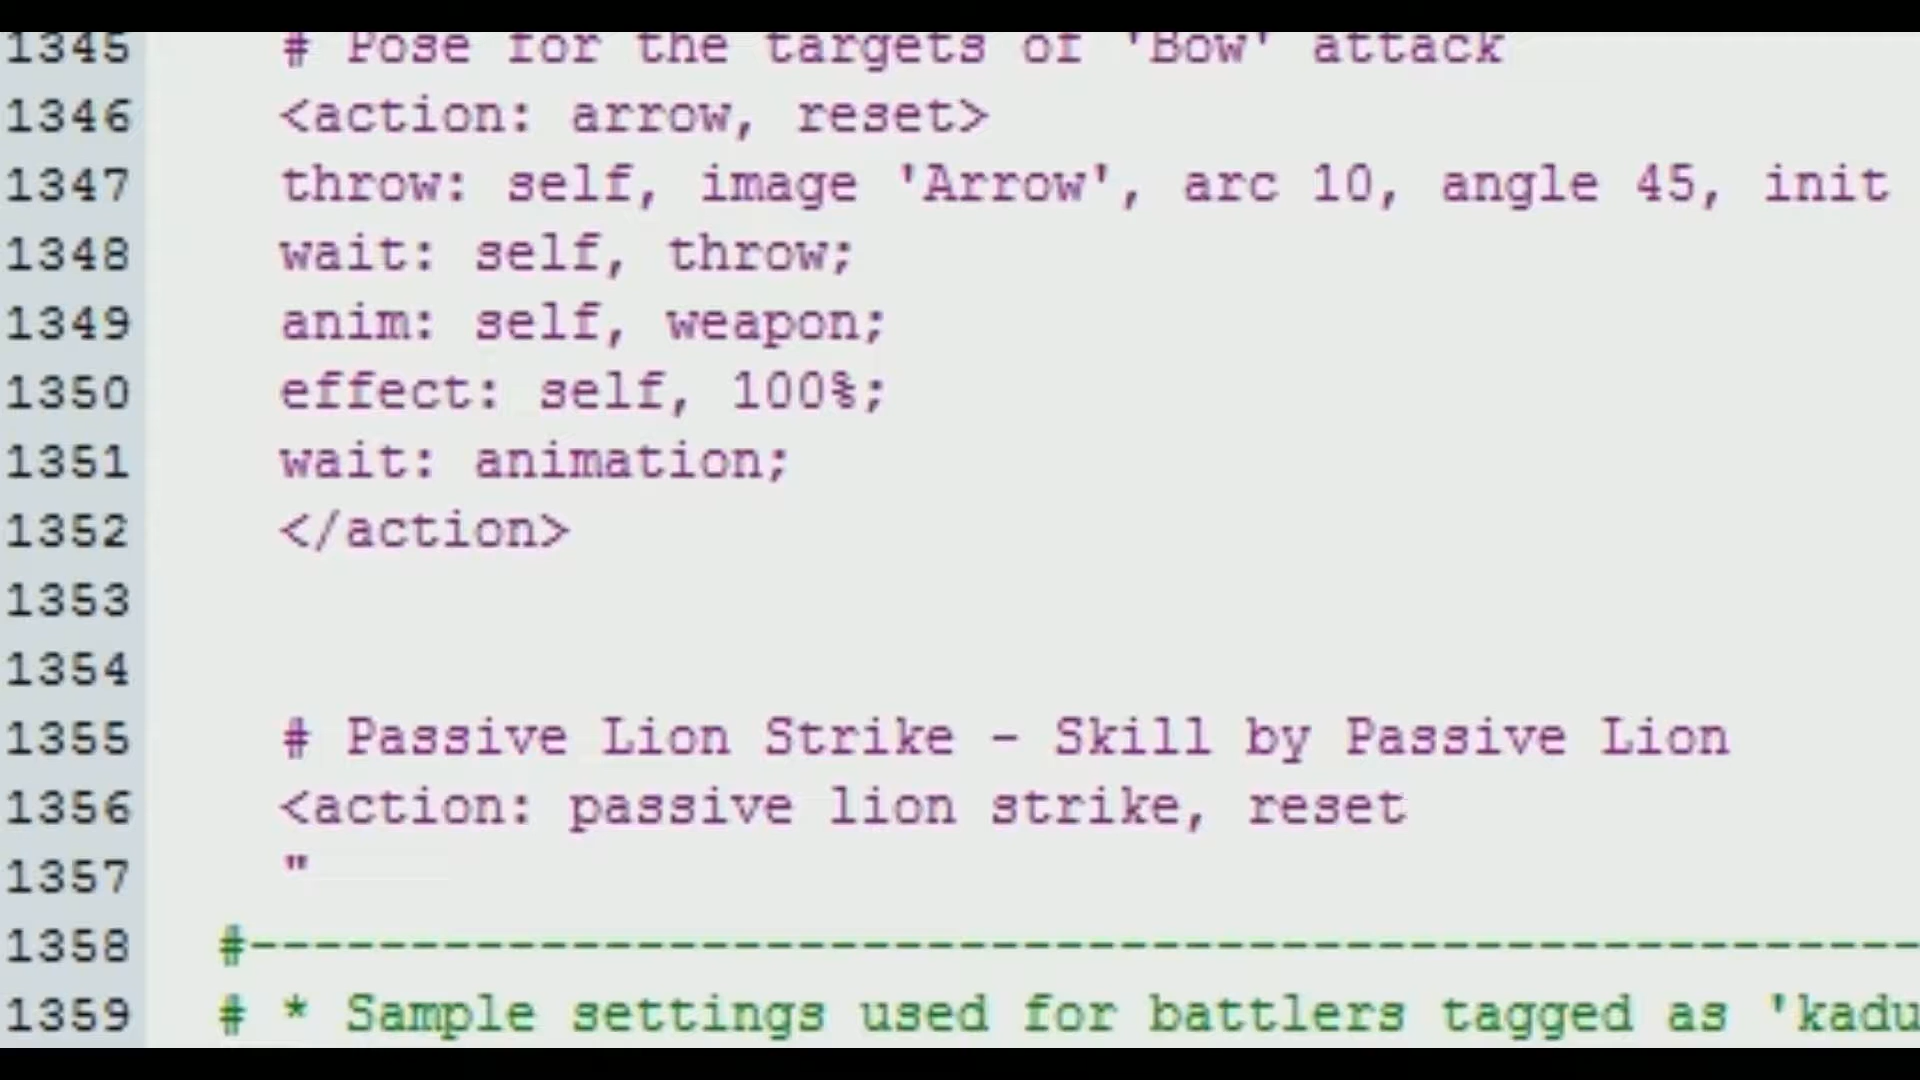 1345 # Pose for the targets of 'Bow' attack
1346 <action: arrow, reset>
1347 throw: self, image 'Arrow', arc 10, angle 45, init
1348 wait: self, throw;
1349 anim: self, weapon;
1350 effect: self, 100%;
1351 wait: animation;
1352 </action>
1353
1354
1355 # Passive Lion Strike - Skill by Passive Lion
1356 <action: passive lion strike, reset
1357 "
1358 #----------------------------------------------------
1359 # * Sample settings used for battlers tagged as 'kadu